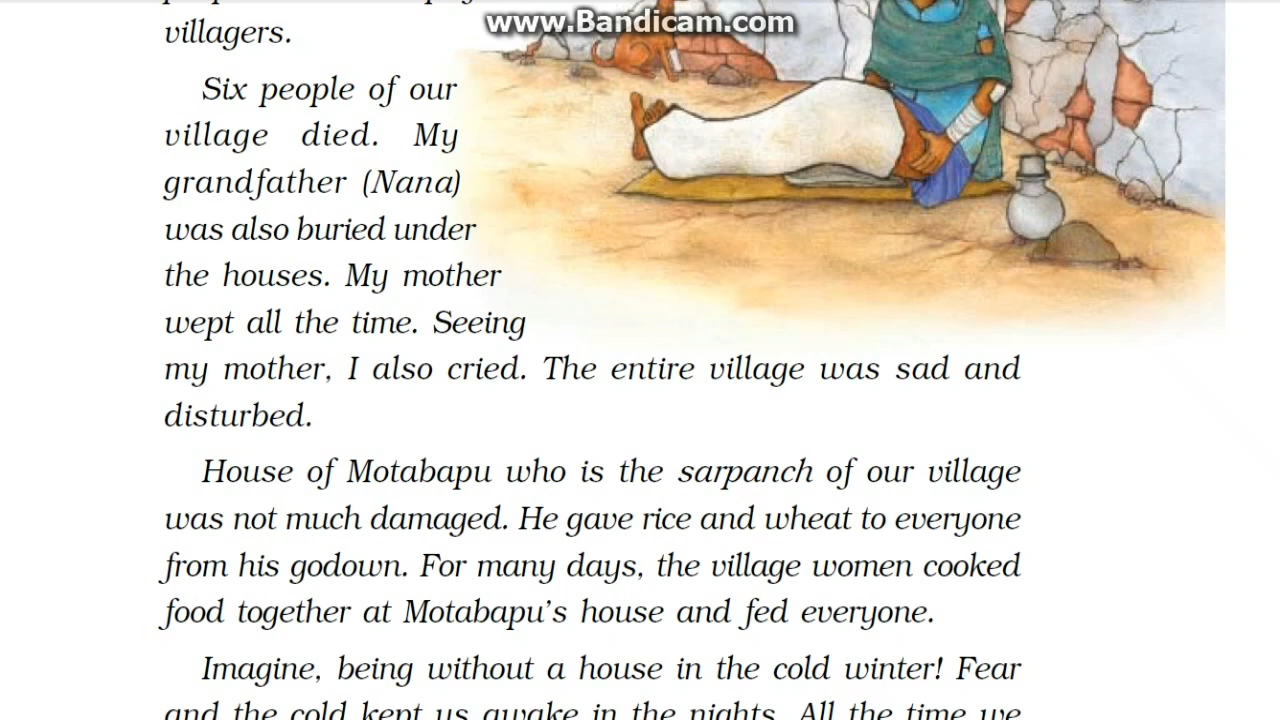 www.Bandicam.com
villagers.
Six people of our
village died. My
grandfather (Nana)
was also buried under
the houses. My mother
wept all the time. Seeing
my mother, I also cried. The entire village was sad and
disturbed.
House of Motabapu who is the sarpanch of our village
was not much damaged. He gave rice and wheat to everyone
from his godown. For many days, the village women cooked
food together at Motabapu's house and fed everyone.
Imagine, being without a house in the cold winter! Fear
and the cold kept us awake in the nights. All the time we